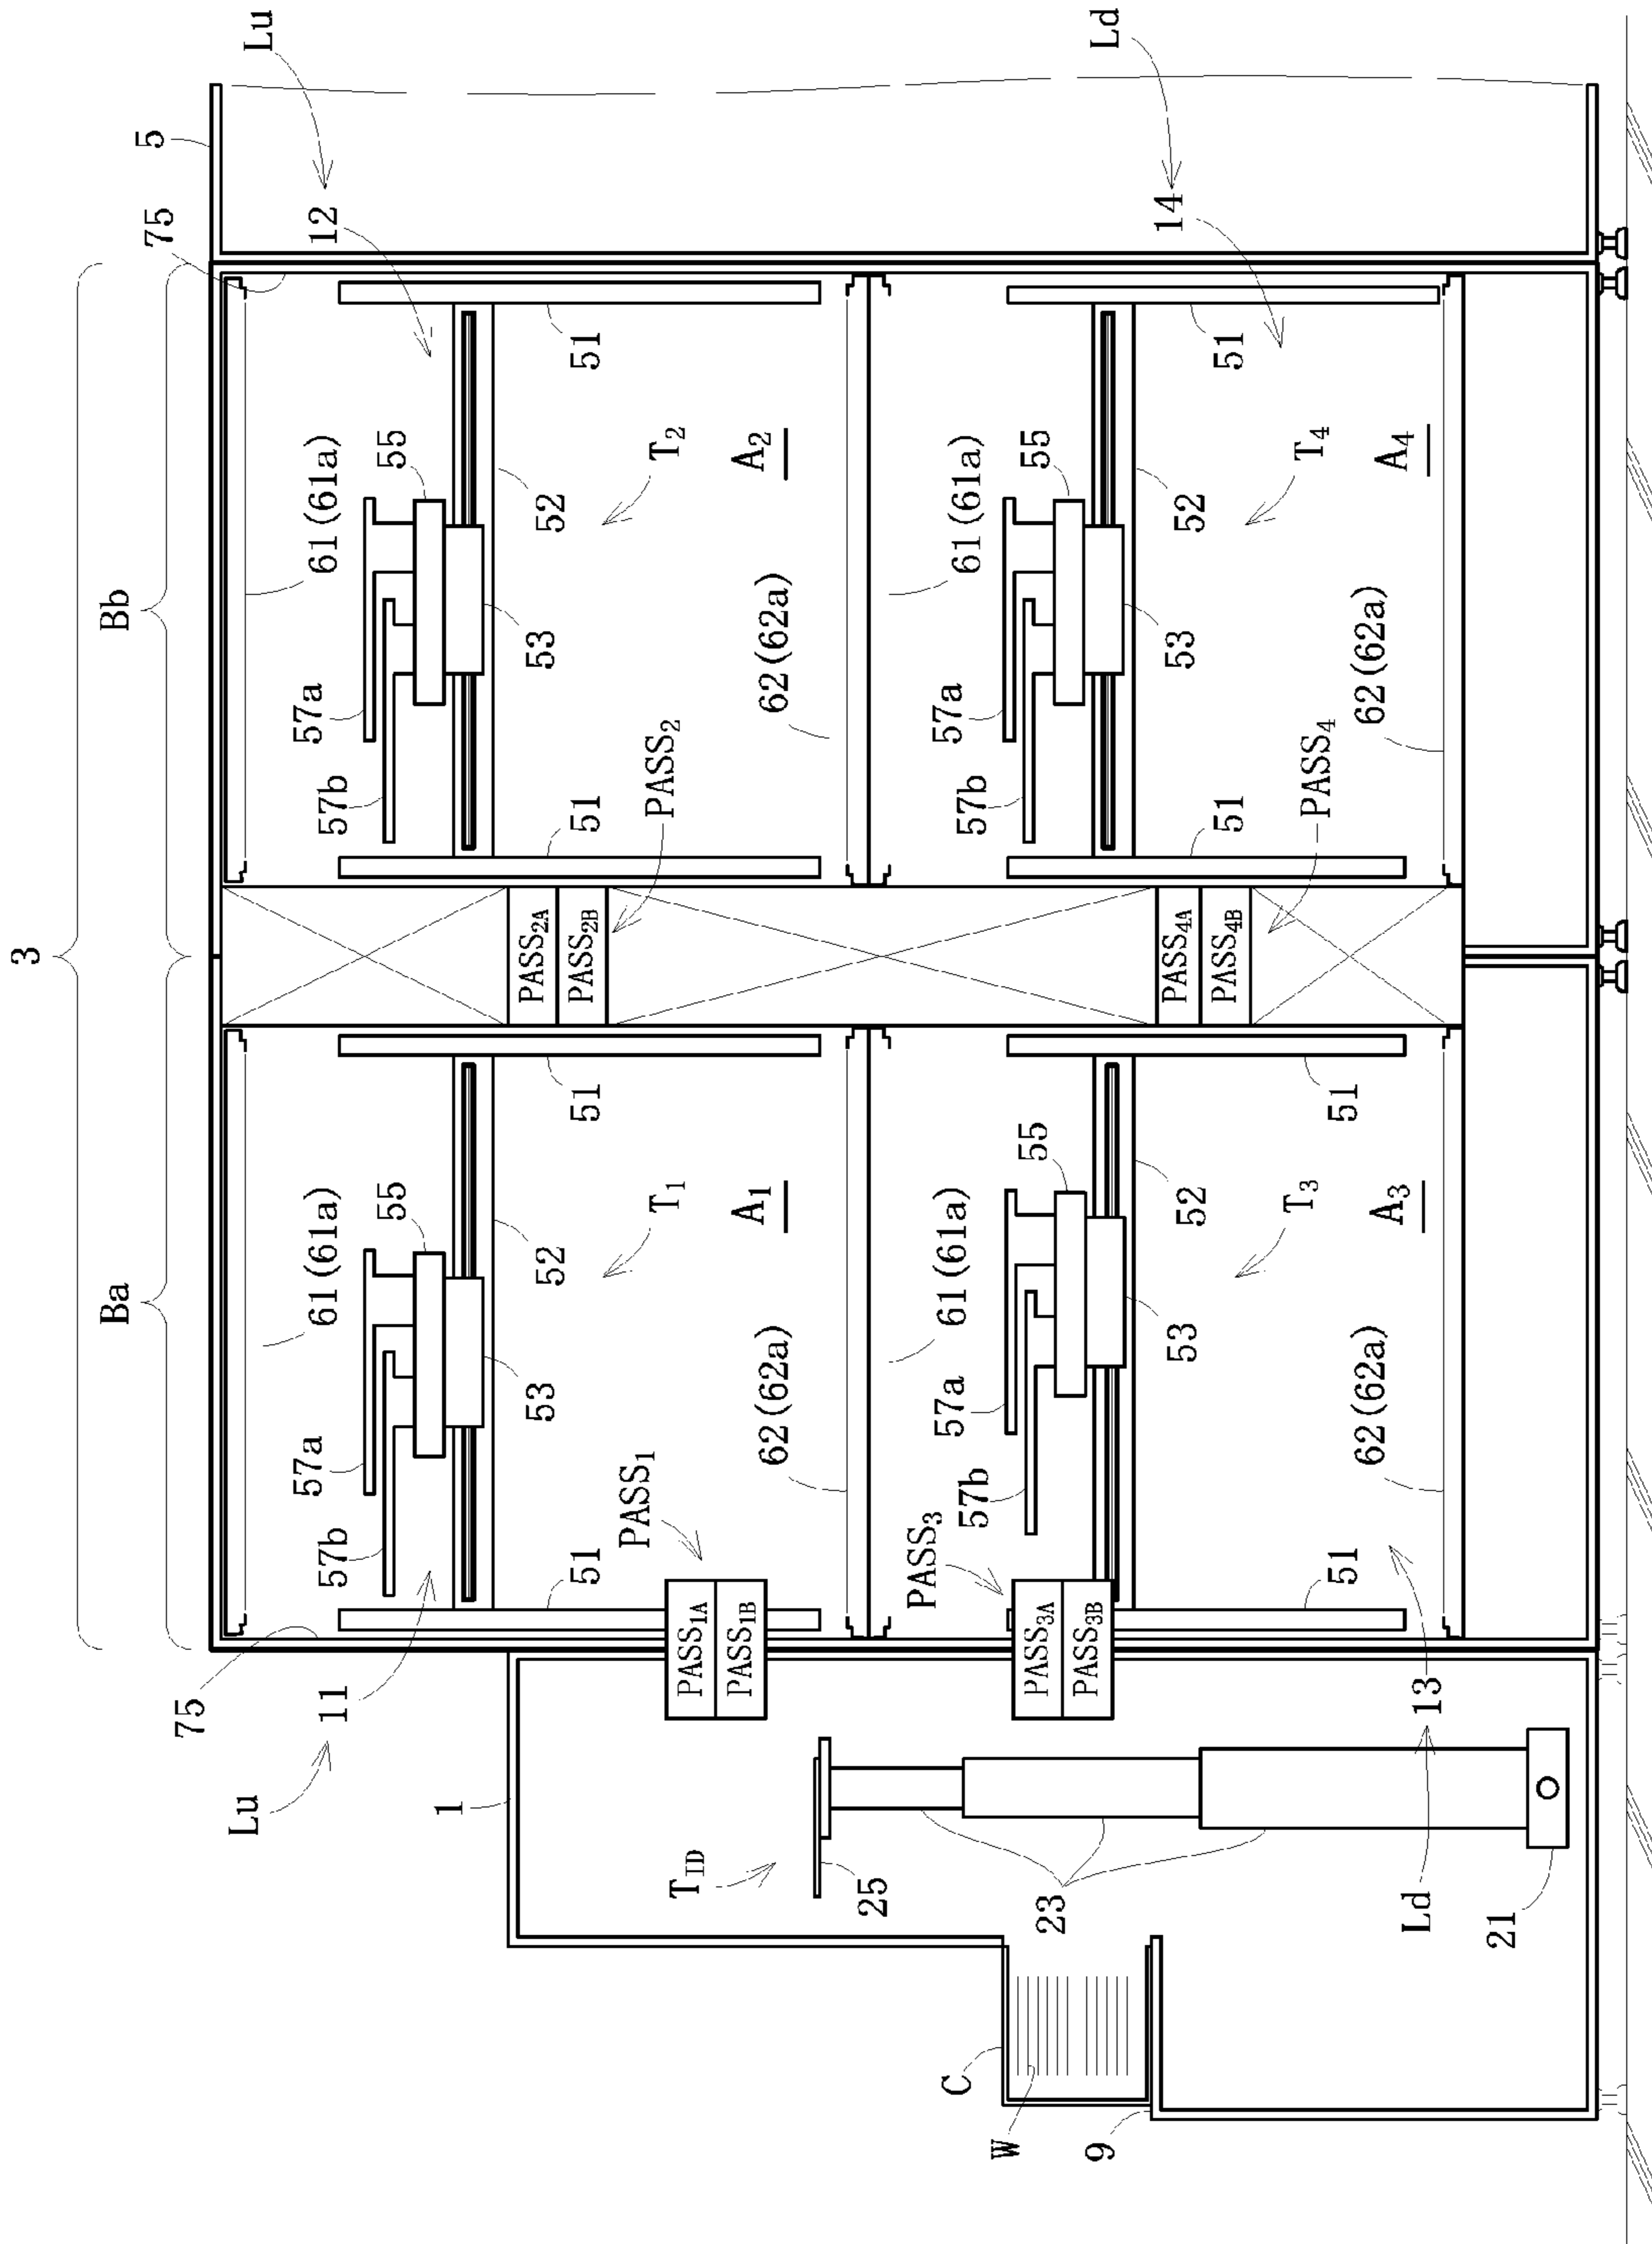 3
Ba
Bb
Lu
11
75
12
Lu
75
5
61(61a)
57a
57b
55
53
52
51
51
T1
A1
62(62a)
PASS1
PASS1A
PASS1B
61(61a)
57a
57b
55
53
52
51
51
T2
A2
62(62a)
PASS2
PASS2A
PASS2B
1
TID
25
23
21
Ld
13
C
W
9
61(61a)
57a
57b
55
53
52
51
51
T3
A3
62(62a)
PASS3
PASS3A
PASS3B
61(61a)
57a
57b
55
53
52
51
51
T4
A4
62(62a)
PASS4
PASS4A
PASS4B
14
Ld